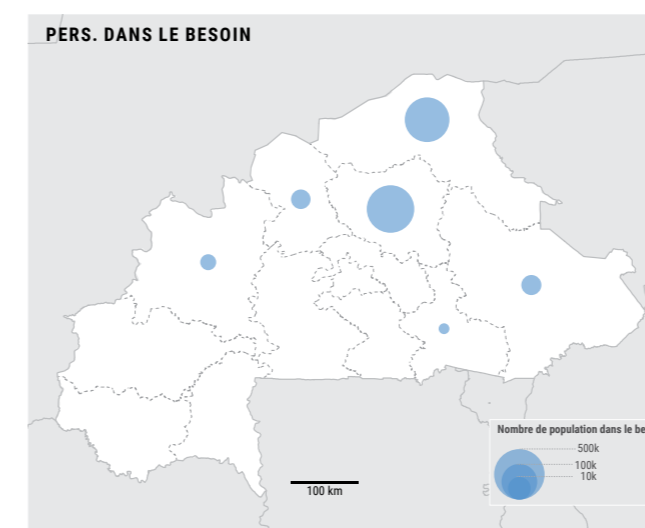 PERS. DANS LE BESOIN
Nombre de population dans le be
500k
100k
10k
100 km